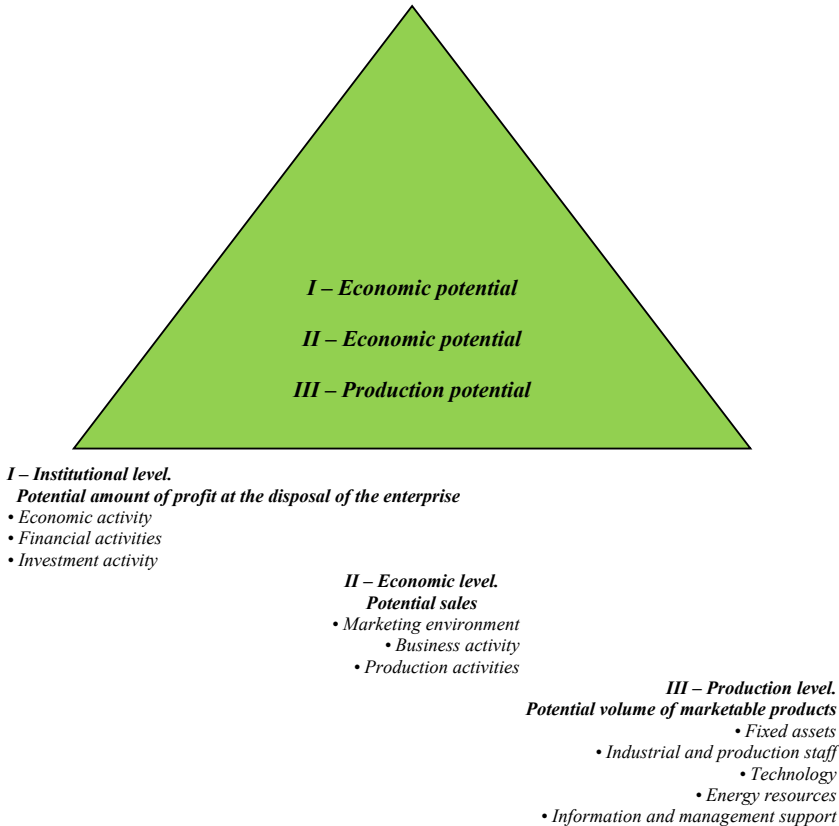 I – Economic potential
II – Economic potential
III – Production potential
I – Institutional level.
Potential amount of profit at the disposal of the enterprise
• Economic activity
• Financial activities
• Investment activity
II – Economic level.
Potential sales
• Marketing environment
• Business activity
• Production activities
III – Production level.
Potential volume of marketable products
• Fixed assets
• Industrial and production staff
• Technology
• Energy resources
• Information and management support